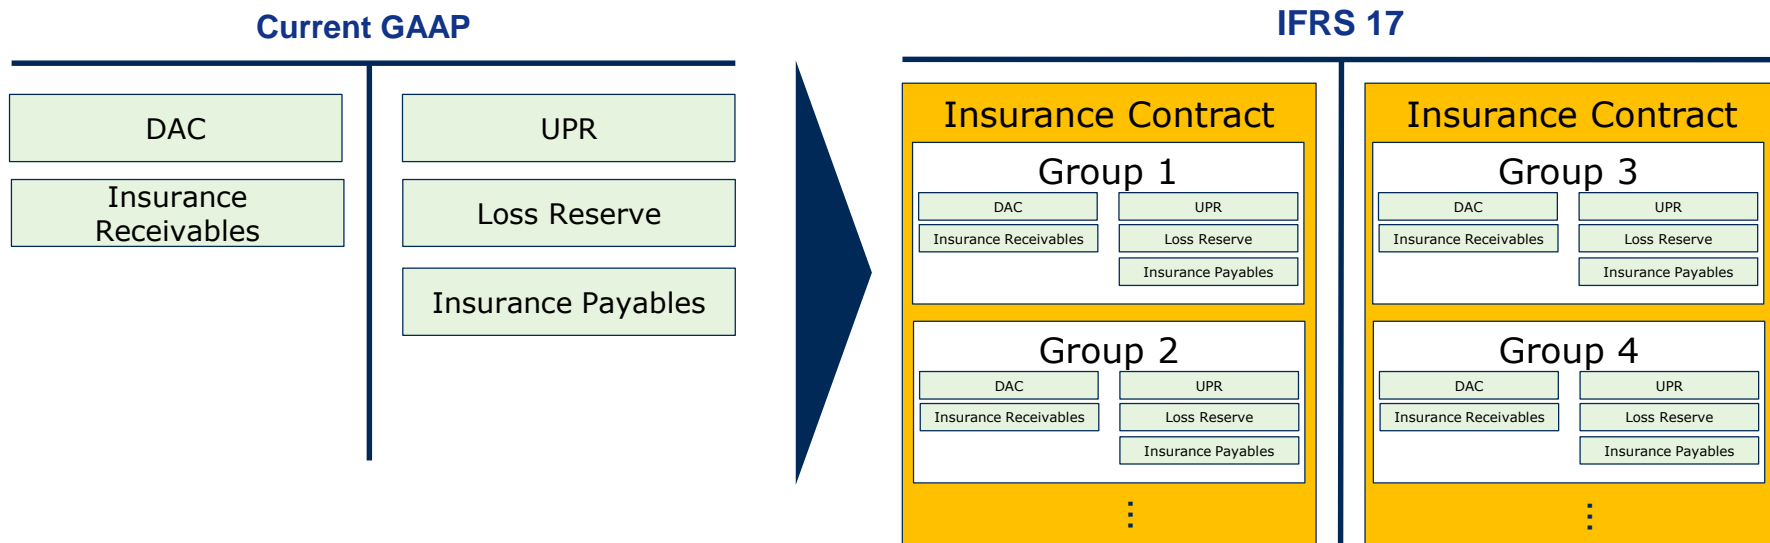 Current GAAP
DAC
Insurance
Receivables
UPR
Loss Reserve
Insurance Payables
IFRS 17
Insurance Contract
Group 1
DAC
Insurance Receivables
UPR
Loss Reserve
Insurance Payables
Group 2
DAC
Insurance Receivables
UPR
Loss Reserve
Insurance Payables
⋮
Insurance Contract
Group 3
DAC
Insurance Receivables
UPR
Loss Reserve
Insurance Payables
Group 4
DAC
Insurance Receivables
UPR
Loss Reserve
Insurance Payables
⋮